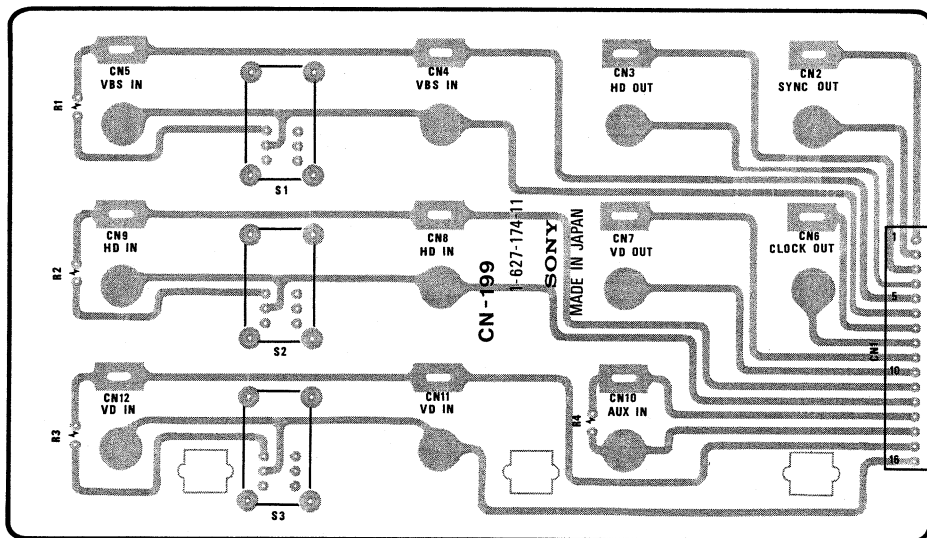 CN5
VBS IN
CN4
VBS IN
CN3
HD OUT
CN2
SYNC OUT
R1
S1
CN9
HD IN
CN8
HD IN
CN7
VD OUT
CN6
CLOCK OUT
R2
S2
CN-199
1-627-174-11
SONY
MADE IN JAPAN
1
5
CN1
10
16
CN12
VD IN
CN11
VD IN
CN10
AUX IN
R3
R4
S3